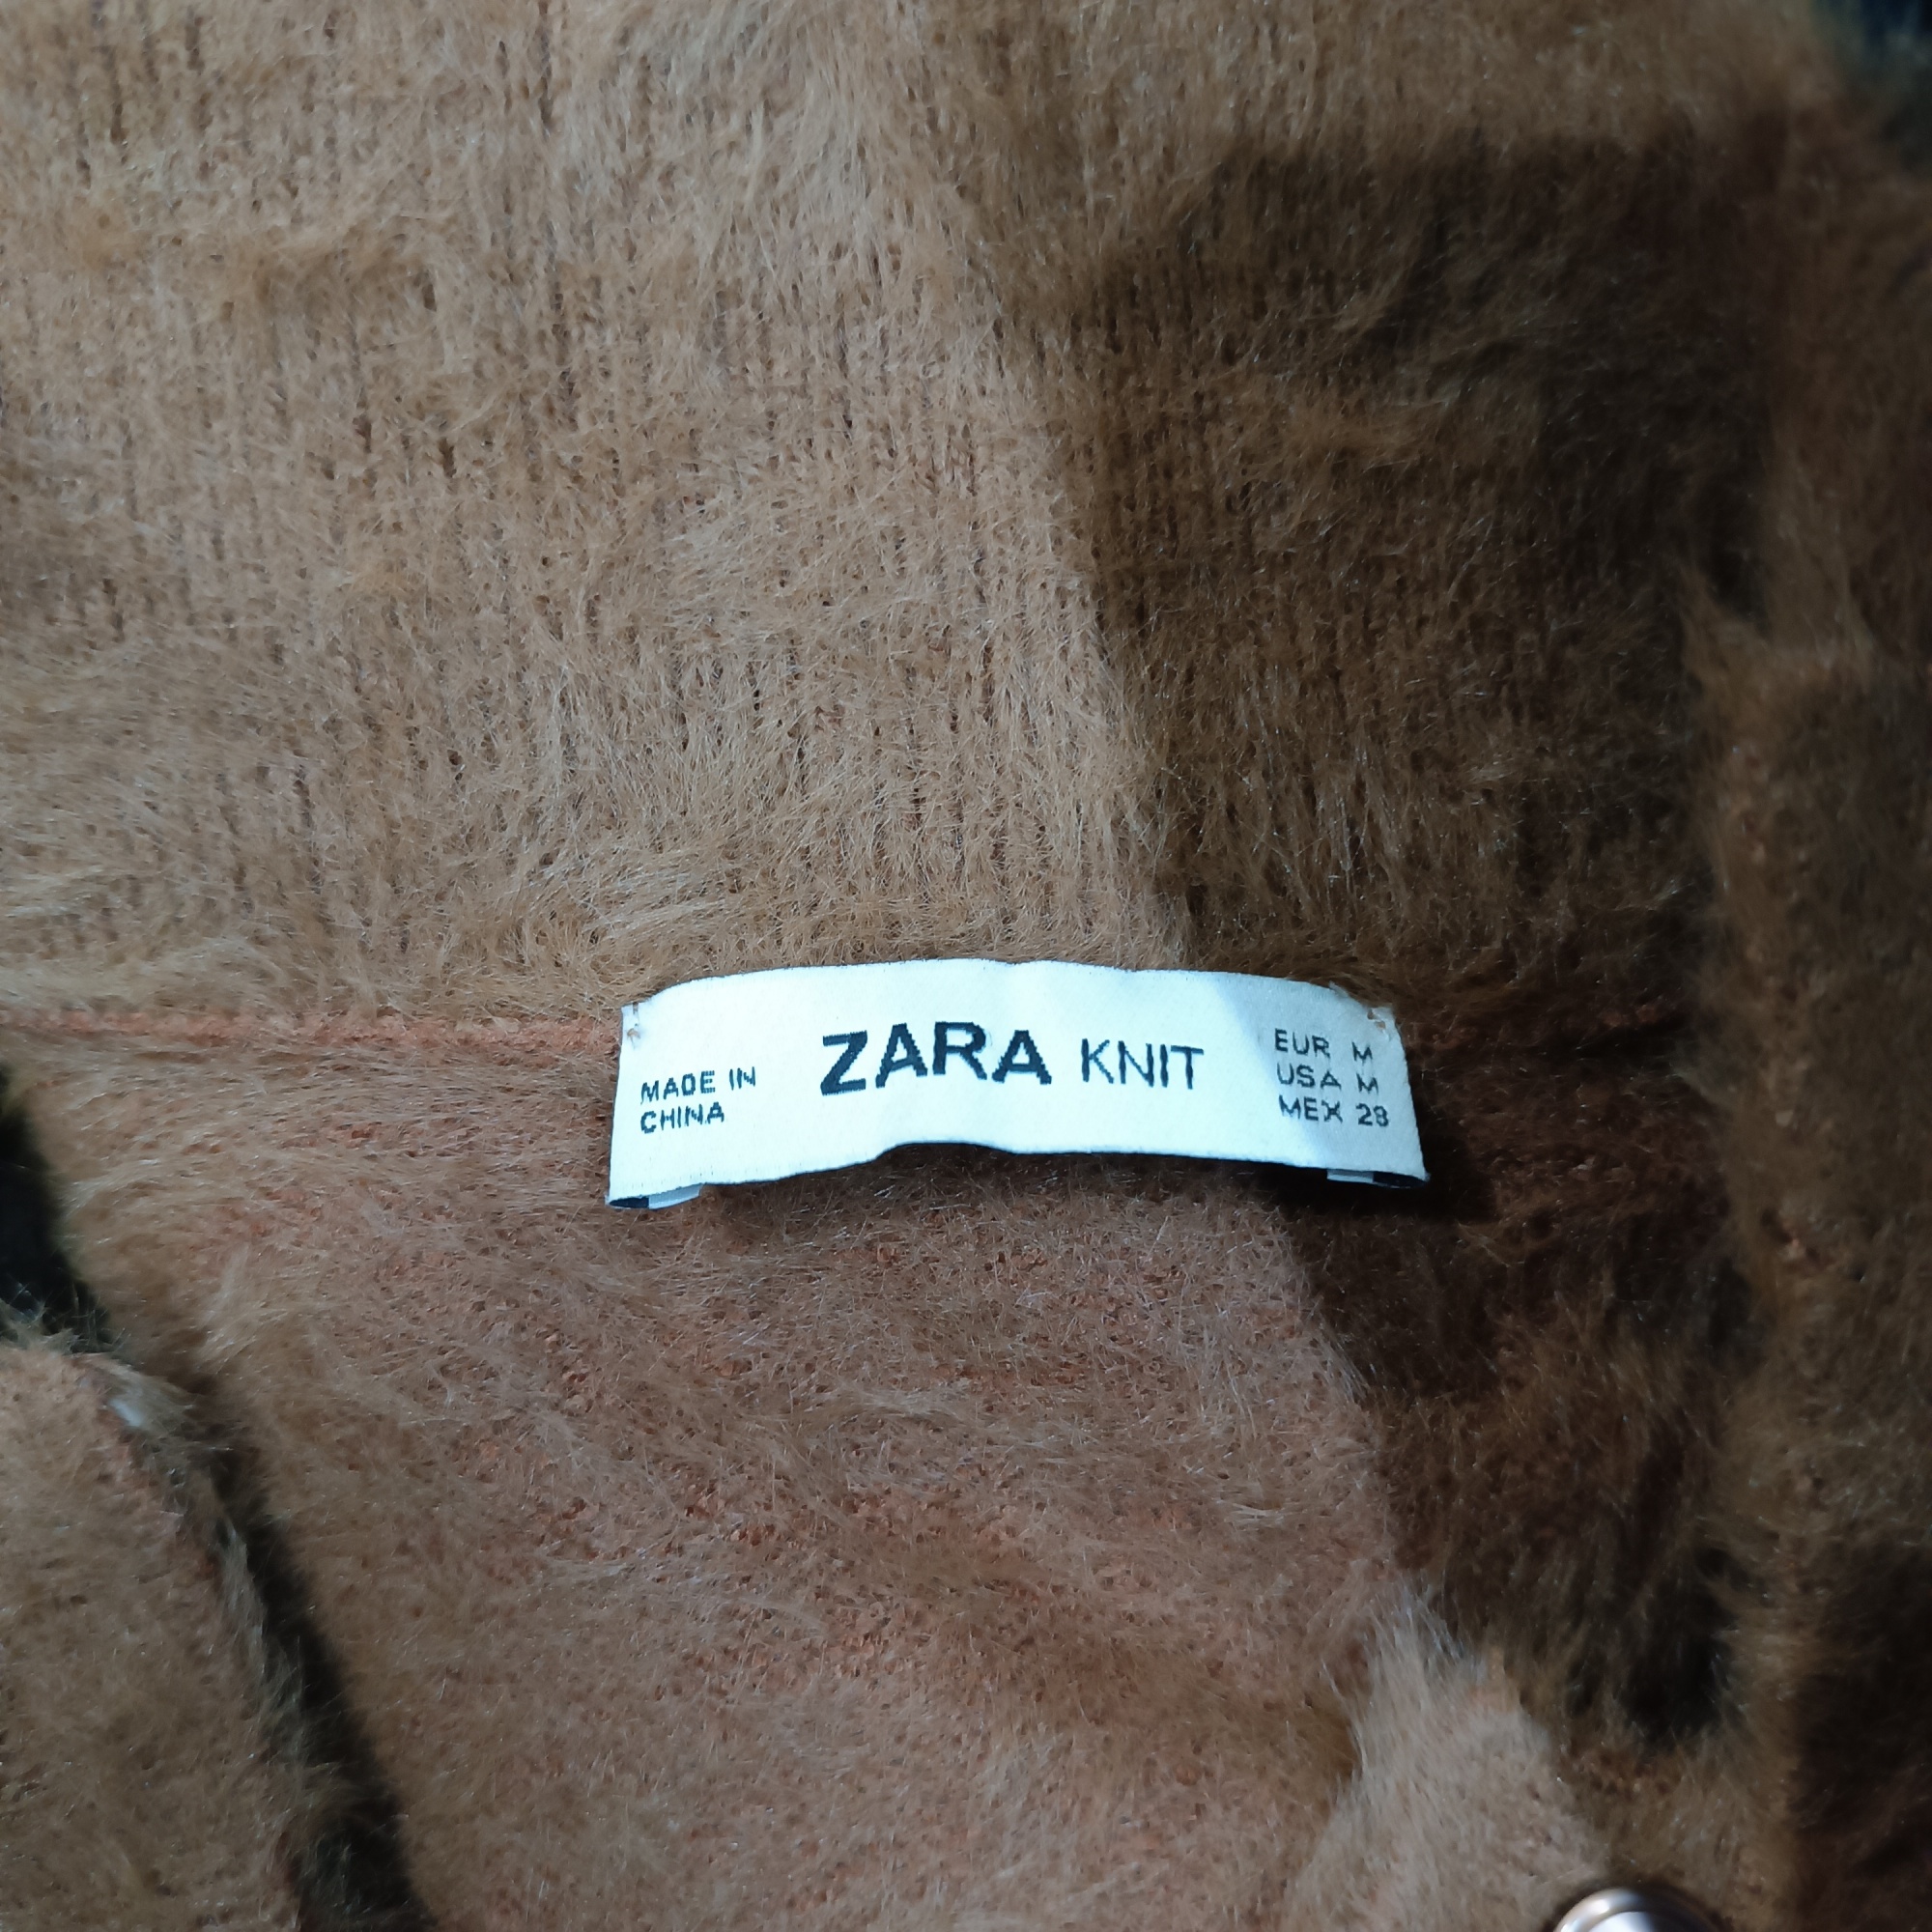 MADE IN
CHINA
ZARA KNIT
EUR M
USA M
MEX 28